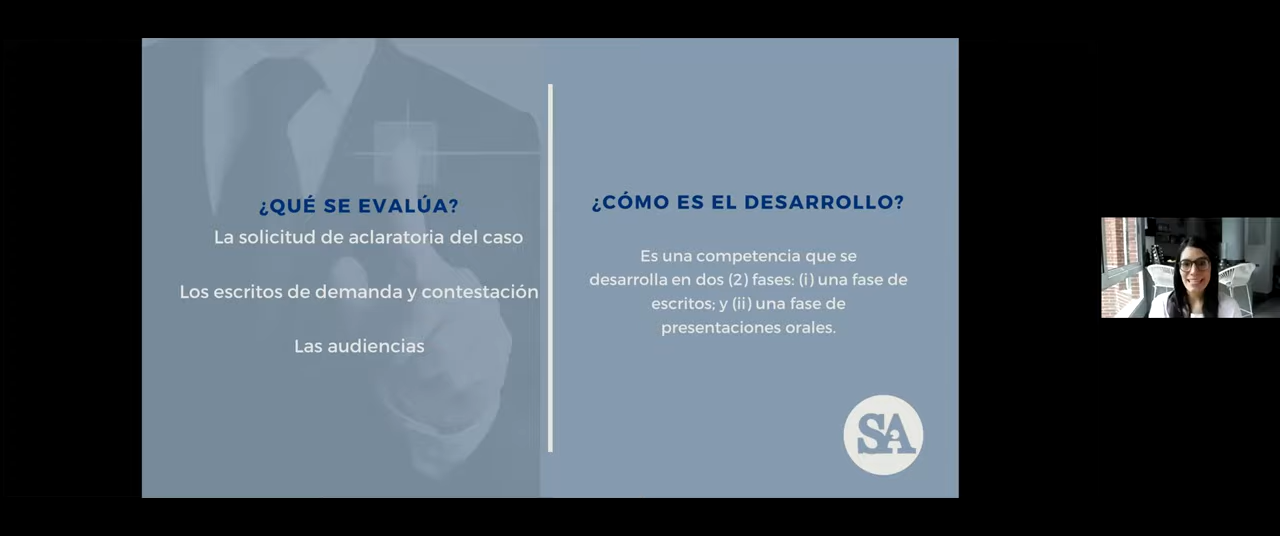 ¿QUÉ SE EVALÚA?
La solicitud de aclaratoria del caso
Los escritos de demanda y contestación
Las audiencias
¿CÓMO ES EL DESARROLLO?
Es una competencia que se
desarrolla en dos (2) fases: (i) una fase de
escritos; y (ii) una fase de
presentaciones orales.
SA